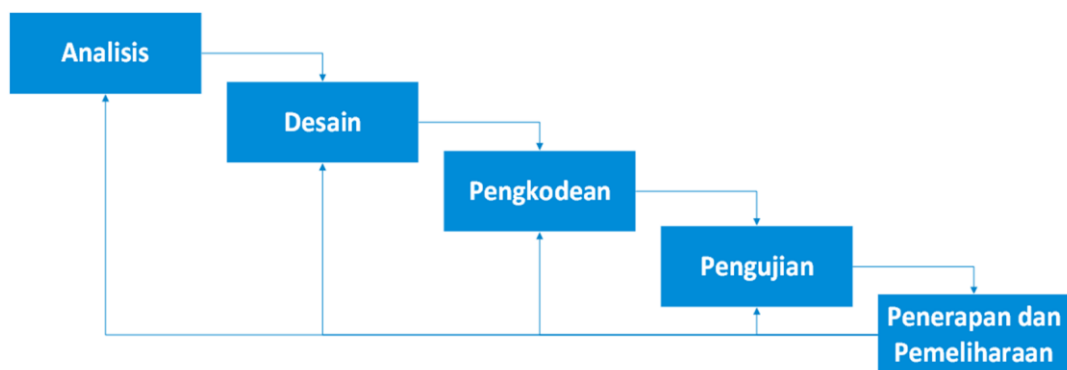 Analisis
Desain
Pengkodean
Pengujian
Penerapan dan
Pemeliharaan